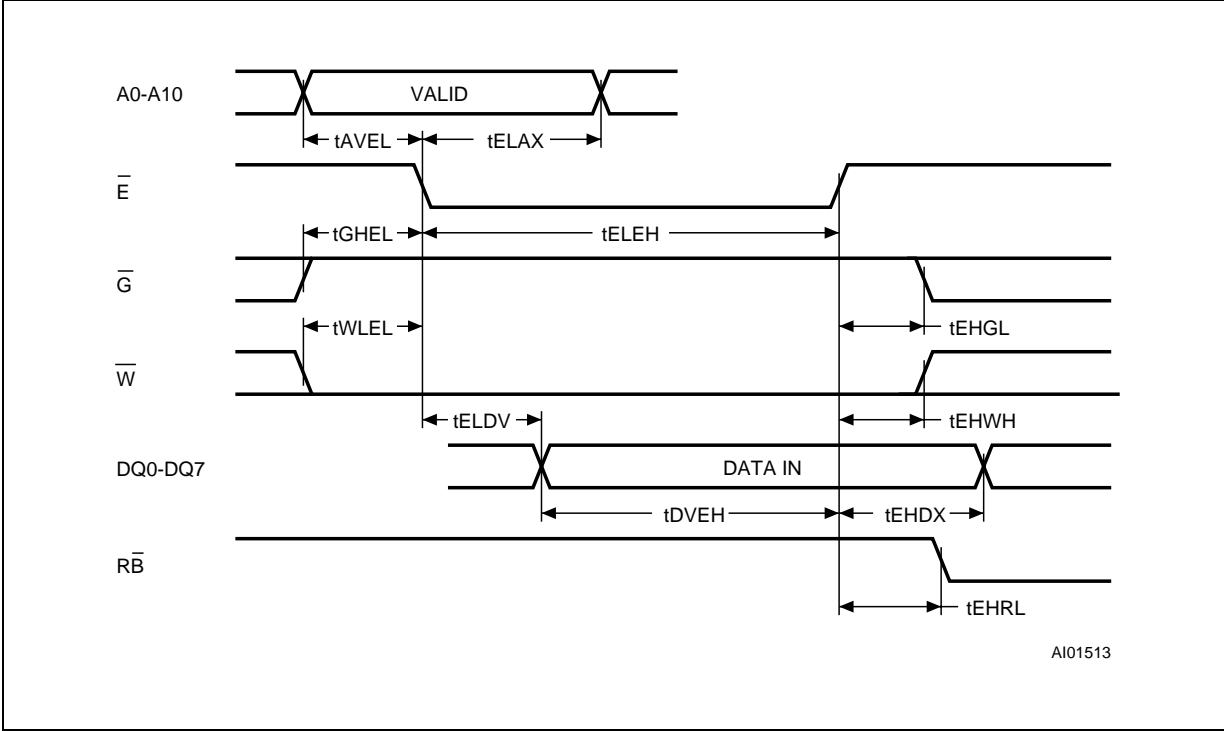 A0-A10
VALID
tAVEL
tELAX
E̅
tGHEL
tELEH
G̅
tWLEL
tEHGL
W̅
tELDV
tEHWH
DQ0-DQ7
DATA IN
tDVEH
tEHDX
RB̅
tEHRL
AI01513